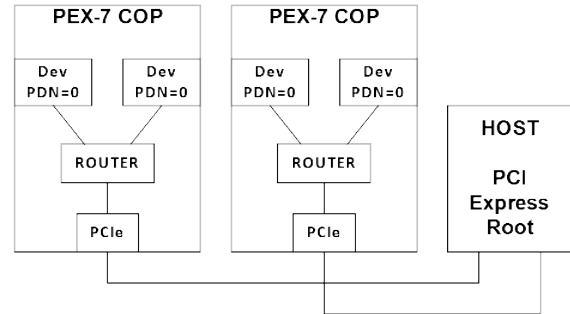 PEX-7 COP
Dev
PDN=0
Dev
PDN=0
ROUTER
PCIe
PEX-7 COP
Dev
PDN=0
Dev
PDN=0
ROUTER
PCIe
HOST
PCI
Express
Root